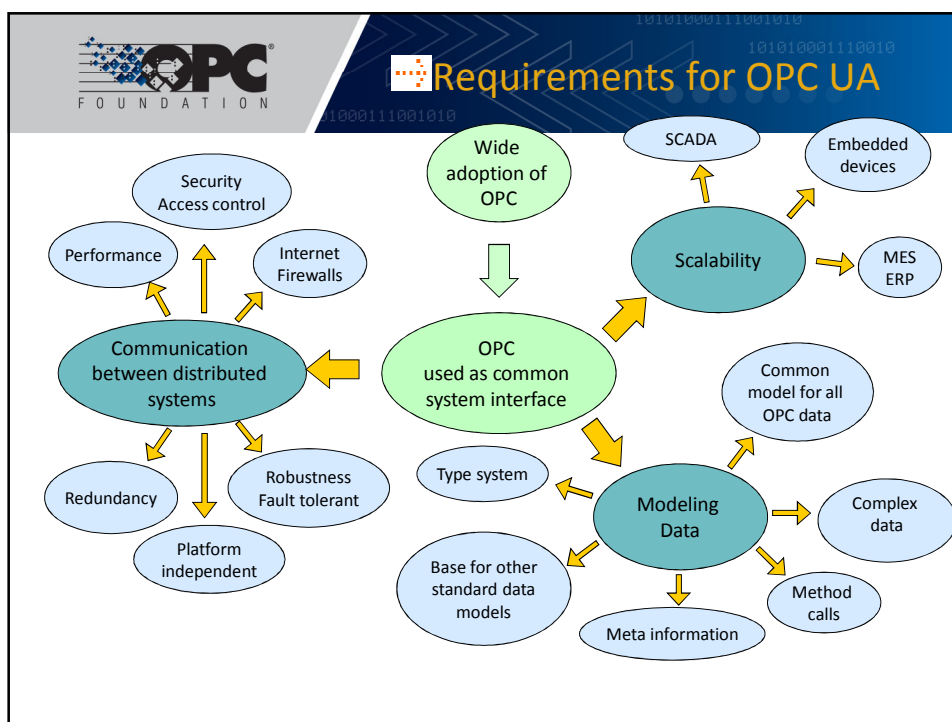 1010100011100101
1010100011110010
01000111001010
OPC®
FOUNDATION
Requirements for OPC UA
Wide
adoption of
OPC
SCADA
Embedded
devices
Security
Access control
Performance
Internet
Firewalls
Scalability
MES
ERP
Communication
between distributed
systems
OPC
used as common
system interface
Common
model for all
OPC data
Type system
Redundancy
Robustness
Fault tolerant
Modeling
Data
Complex
data
Platform
independent
Base for other
standard data
models
Method
calls
Meta information